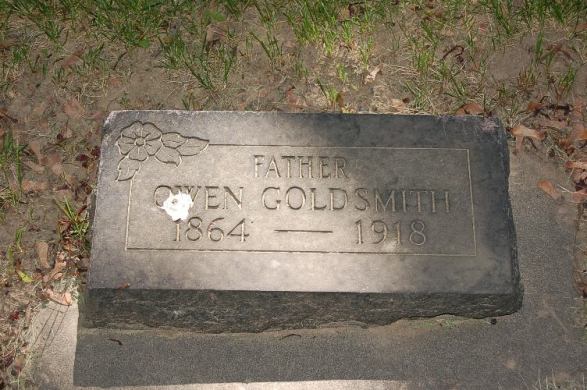 FATHER
OWEN GOLDSMITH
1864 — 1918